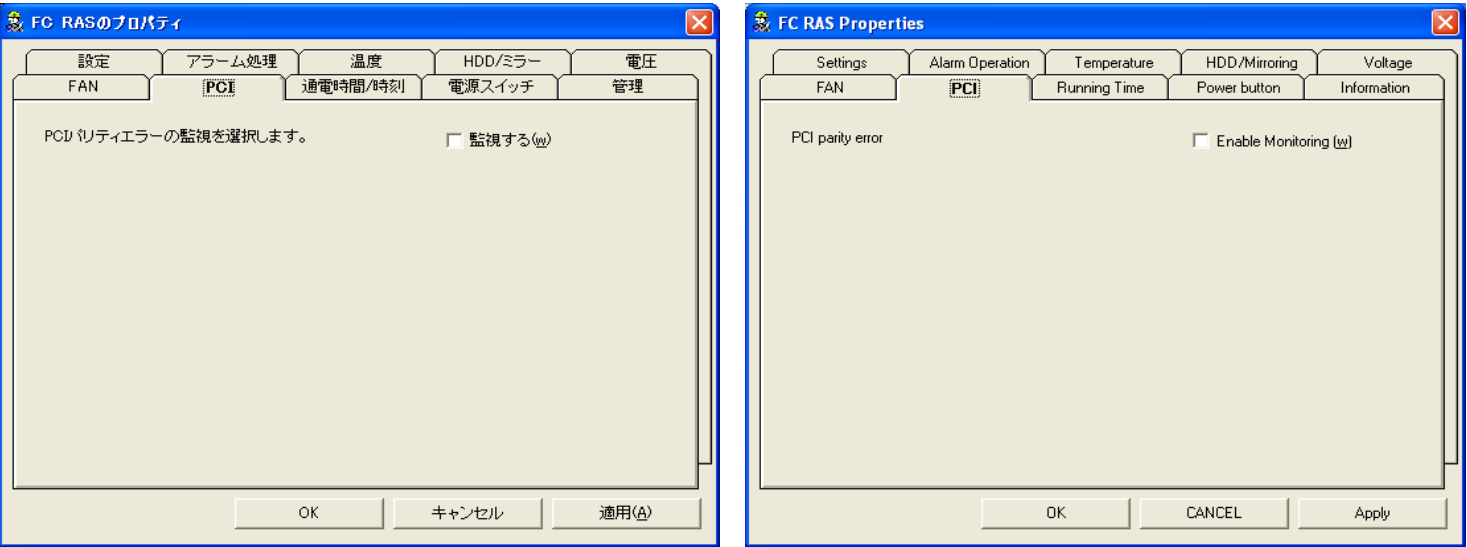 FC RASのプロパティ
設定 アラーム処理 温度 HDD/ミラー 電圧
FAN PCI 通電時間/時刻 電源スイッチ 管理
PCIパリティエラーの監視を選択します。 監視する(w)
OK キャンセル 適用(A)
FC RAS Properties
Settings Alarm Operation Temperature HDD/Mirroring Voltage
FAN PCI Running Time Power button Information
PCI parity error Enable Monitoring (w)
OK CANCEL Apply